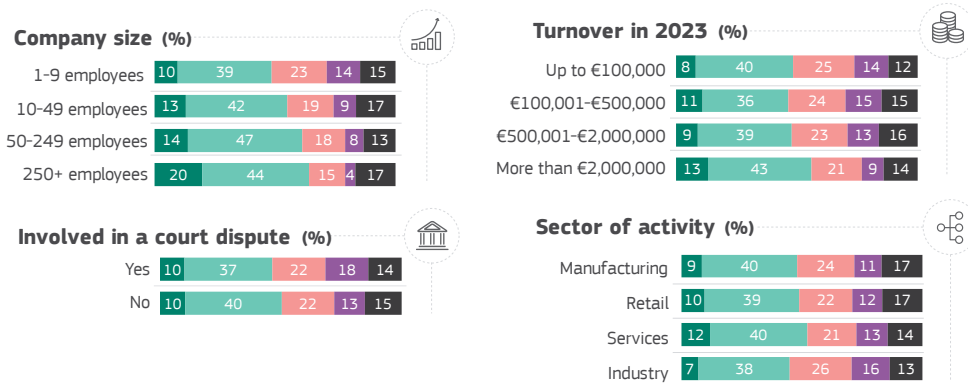 Company size (%)
1-9 employees 10 39 23 14 15
10-49 employees 13 42 19 9 17
50-249 employees 14 47 18 8 13
250+ employees 20 44 15 4 17
Turnover in 2023 (%)
Up to €100,000 8 40 25 14 12
€100,001-€500,000 11 36 24 15 15
€500,001-€2,000,000 9 39 23 13 16
More than €2,000,000 13 43 21 9 14
Involved in a court dispute (%)
Yes 10 37 22 18 14
No 10 40 22 13 15
Sector of activity (%)
Manufacturing 9 40 24 11 17
Retail 10 39 22 12 17
Services 12 40 21 13 14
Industry 7 38 26 16 13